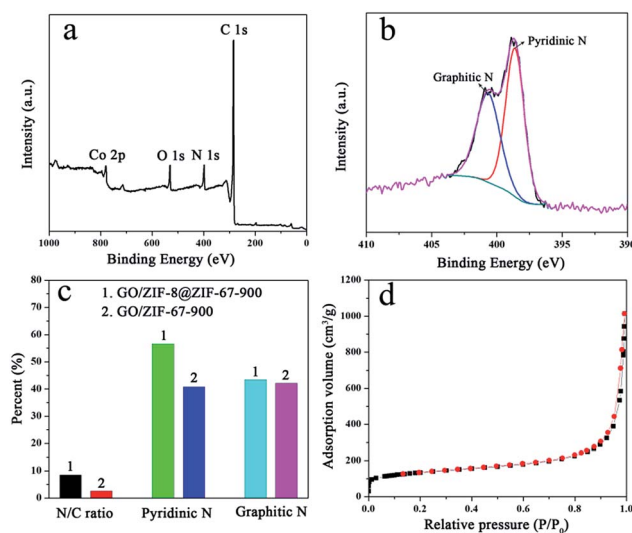 a
C 1s
Co 2p
O 1s
N 1s
Intensity (a.u.)
1000
800
600
400
200
0
Binding Energy (eV)
b
Pyridinic N
Graphitic N
Intensity (a.u.)
410
405
400
395
390
Binding Energy (eV)
c
1. GO/ZIF-8@ZIF-67-900
2. GO/ZIF-67-900
Percent (%)
80
70
60
50
40
30
20
10
0
1
2
1
2
1
2
N/C ratio
Pyridinic N
Graphitic N
d
Adsorption volume (cm³/g)
1200
1000
800
600
400
200
0
0.0
0.2
0.4
0.6
0.8
1.0
Relative pressure (P/P₀)